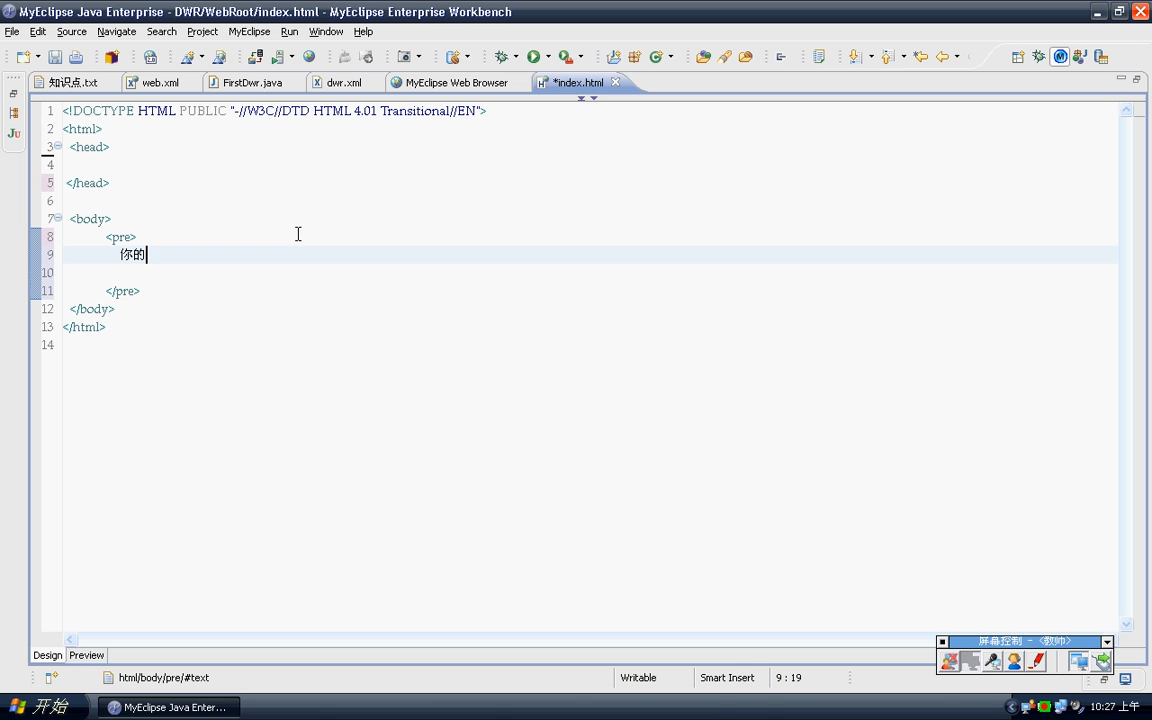 MyEclipse Java Enterprise - DWR/WebRoot/index.html - MyEclipse Enterprise Workbench
File Edit Source Navigate Search Project MyEclipse Run Window Help
知识点.txt web.xml FirstDwr.java dwr.xml MyEclipse Web Browser *index.html
1 <!DOCTYPE HTML PUBLIC "-//W3C//DTD HTML 4.01 Transitional//EN">
2 <html>
3 <head>
4
5 </head>
6
7 <body>
8 <pre>
9 你的
10
11 </pre>
12 </body>
13 </html>
14
屏幕控制 - <教师>
Design Preview
html/body/pre/#text Writable Smart Insert 9 : 19
开始 MyEclipse Java Enter... 10:27 上午